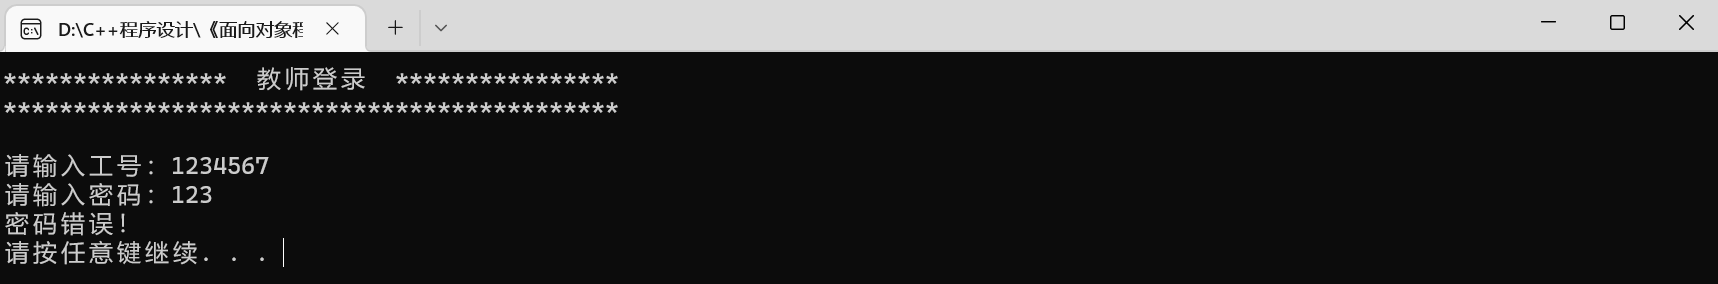 D:\C++程序设计\《面向对象程
****************  教师登录  ****************
********************************************
请输入工号：1234567
请输入密码：123
密码错误！
请按任意键继续. . .